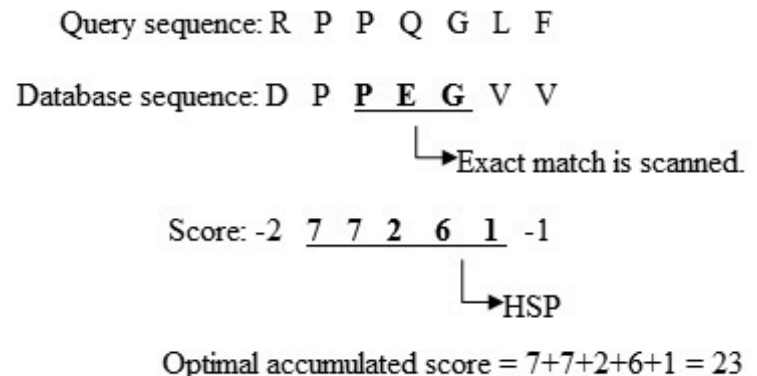 Query sequence: R P P Q G L F
Database sequence: D P P E G V V
Exact match is scanned.
Score: -2 7 7 2 6 1 -1
HSP
Optimal accumulated score = 7+7+2+6+1 = 23